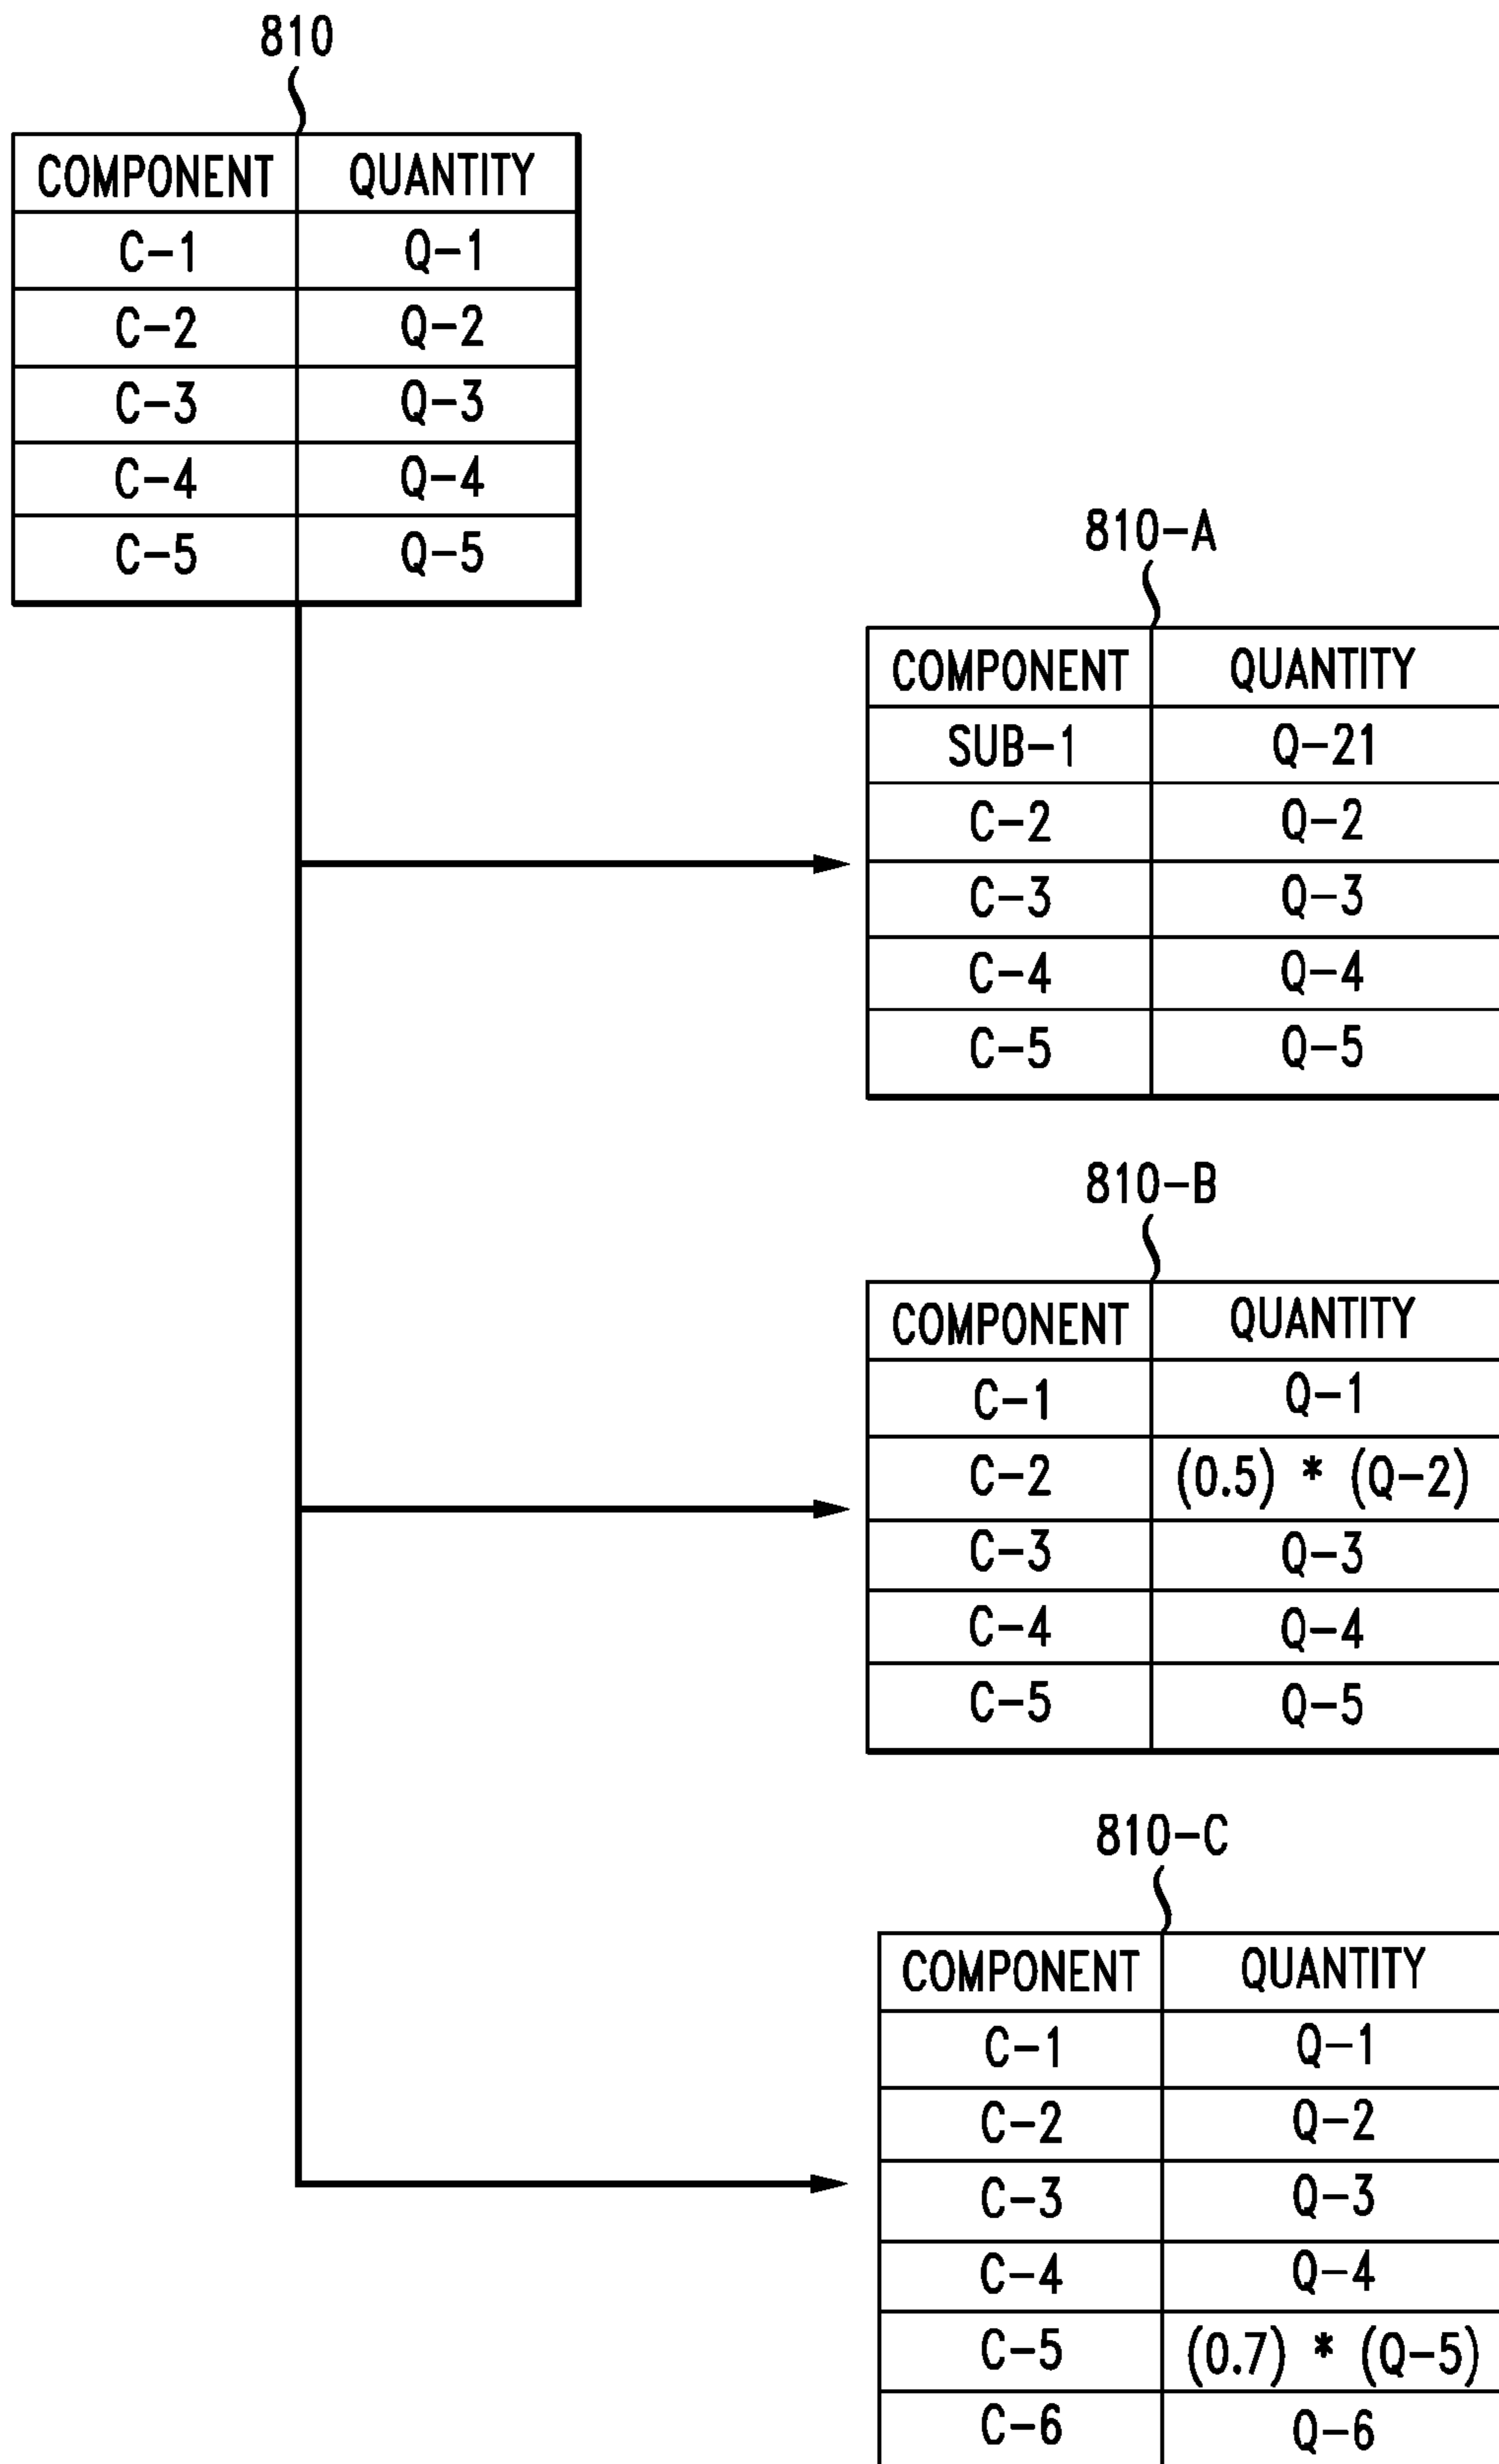 810
COMPONENT QUANTITY
C-1 Q-1
C-2 Q-2
C-3 Q-3
C-4 Q-4
C-5 Q-5
810-A
COMPONENT QUANTITY
SUB-1 Q-21
C-2 Q-2
C-3 Q-3
C-4 Q-4
C-5 Q-5
810-B
COMPONENT QUANTITY
C-1 Q-1
C-2 (0.5) * (Q-2)
C-3 Q-3
C-4 Q-4
C-5 Q-5
810-C
COMPONENT QUANTITY
C-1 Q-1
C-2 Q-2
C-3 Q-3
C-4 Q-4
C-5 (0.7) * (Q-5)
C-6 Q-6